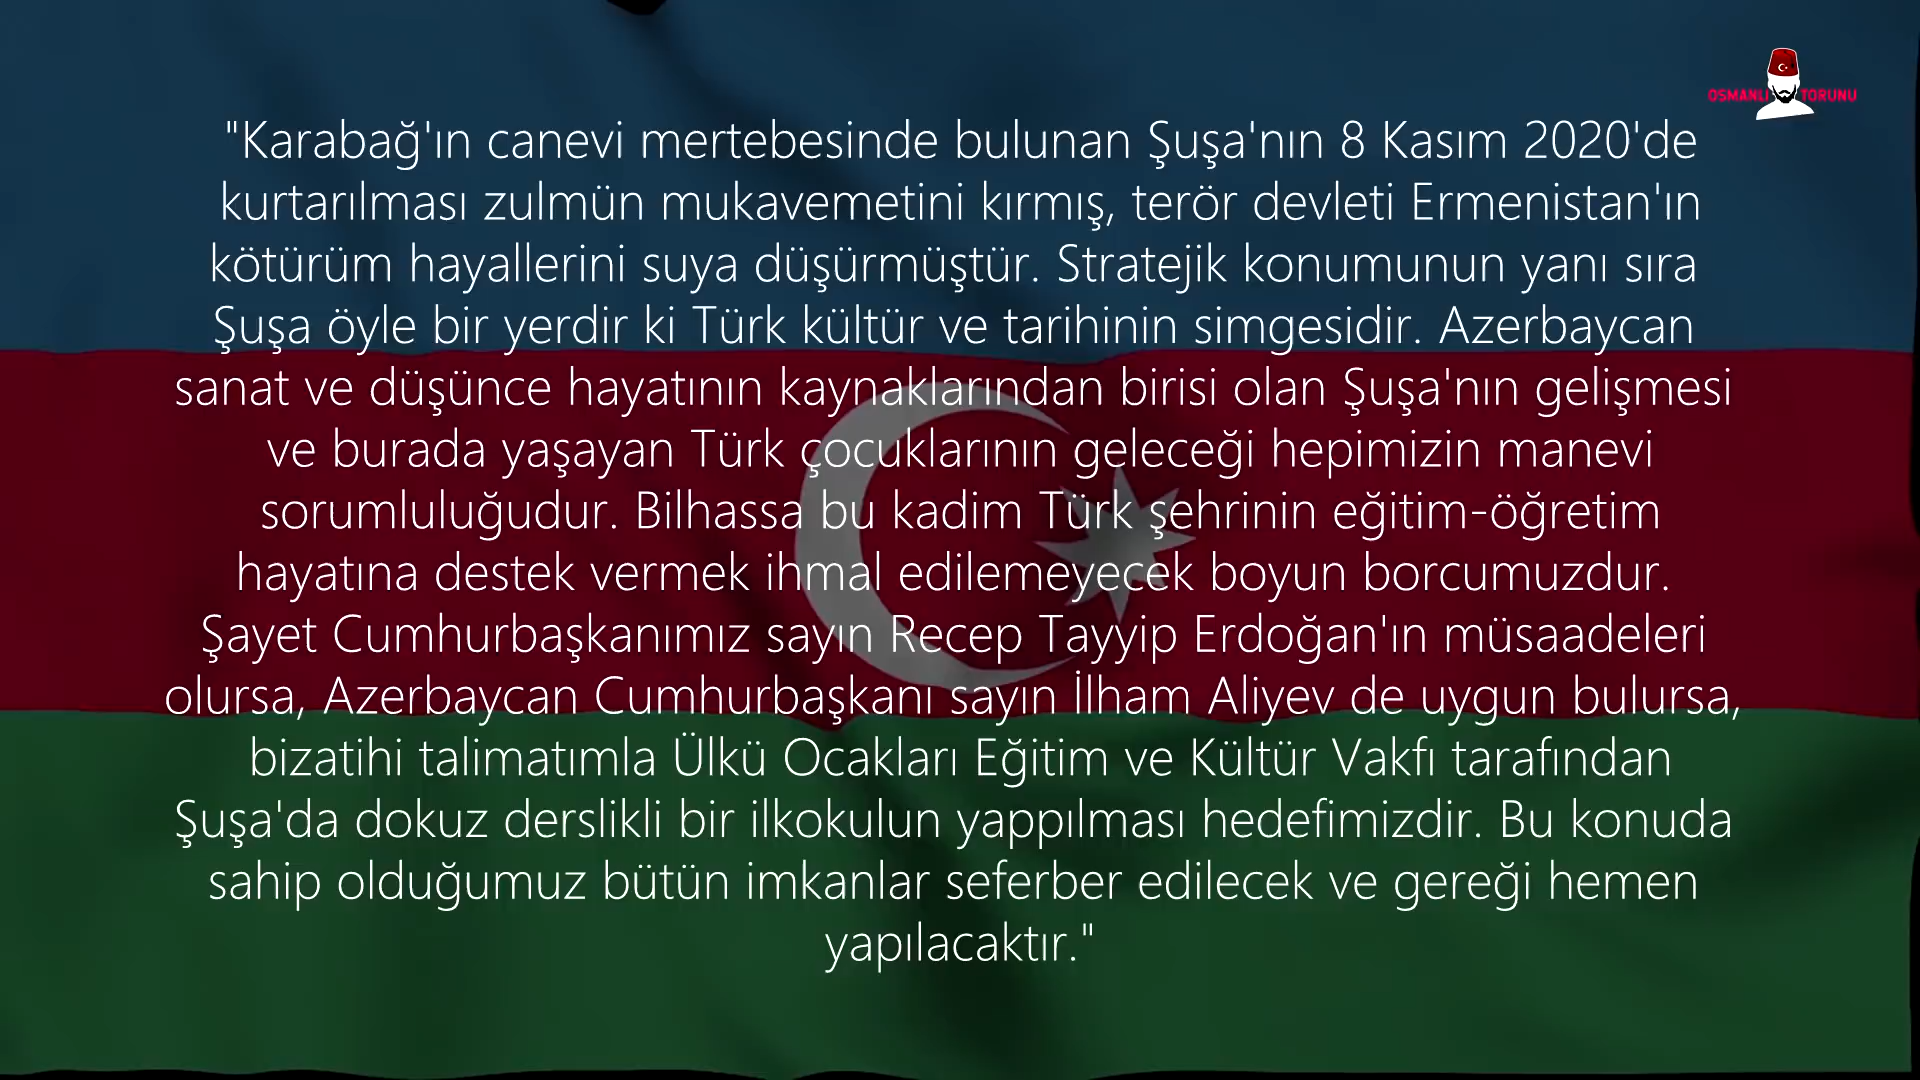 OSMANLI TORUNU
"Karabağ'ın canevi mertebesinde bulunan Şuşa'nın 8 Kasım 2020'de
kurtarılması zulmün mukavemetini kırmış, terör devleti Ermenistan'ın
kötürüm hayallerini suya düşürmüştür. Stratejik konumunun yanı sıra
Şuşa öyle bir yerdir ki Türk kültür ve tarihinin simgesidir. Azerbaycan
sanat ve düşünce hayatının kaynaklarından birisi olan Şuşa'nın gelişmesi
ve burada yaşayan Türk çocuklarının geleceği hepimizin manevi
sorumluluğudur. Bilhassa bu kadim Türk şehrinin eğitim-öğretim
hayatına destek vermek ihmal edilemeyecek boyun borcumuzdur.
Şayet Cumhurbaşkanımız sayın Recep Tayyip Erdoğan'ın müsaadeleri
olursa, Azerbaycan Cumhurbaşkanı sayın İlham Aliyev de uygun bulursa,
bizatihi talimatımla Ülkü Ocakları Eğitim ve Kültür Vakfı tarafından
Şuşa'da dokuz derslikli bir ilkokulun yappılması hedefimizdir. Bu konuda
sahip olduğumuz bütün imkanlar seferber edilecek ve gereği hemen
yapılacaktır."